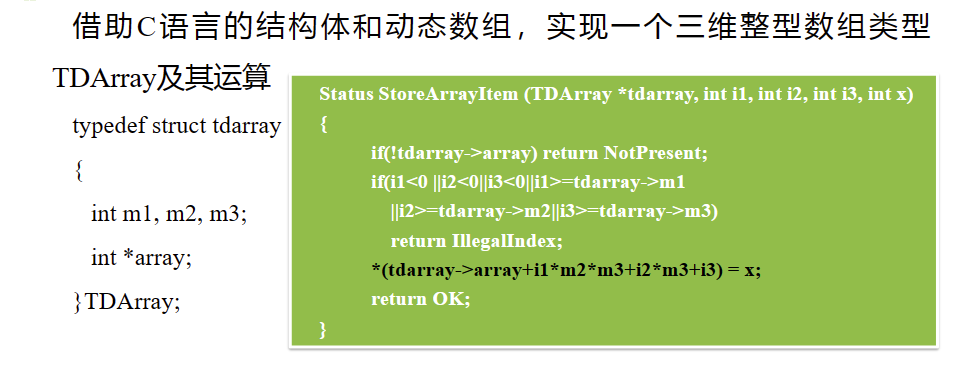 借助C语言的结构体和动态数组，实现一个三维整型数组类型
TDArray及其运算
typedef struct tdarray
{
int m1, m2, m3;
int *array;
}TDArray;
Status StoreArrayItem (TDArray *tdarray, int i1, int i2, int i3, int x)
{
if(!tdarray->array) return NotPresent;
if(i1<0 ||i2<0||i3<0||i1>=tdarray->m1
||i2>=tdarray->m2||i3>=tdarray->m3)
return IllegalIndex;
*(tdarray->array+i1*m2*m3+i2*m3+i3) = x;
return OK;
}